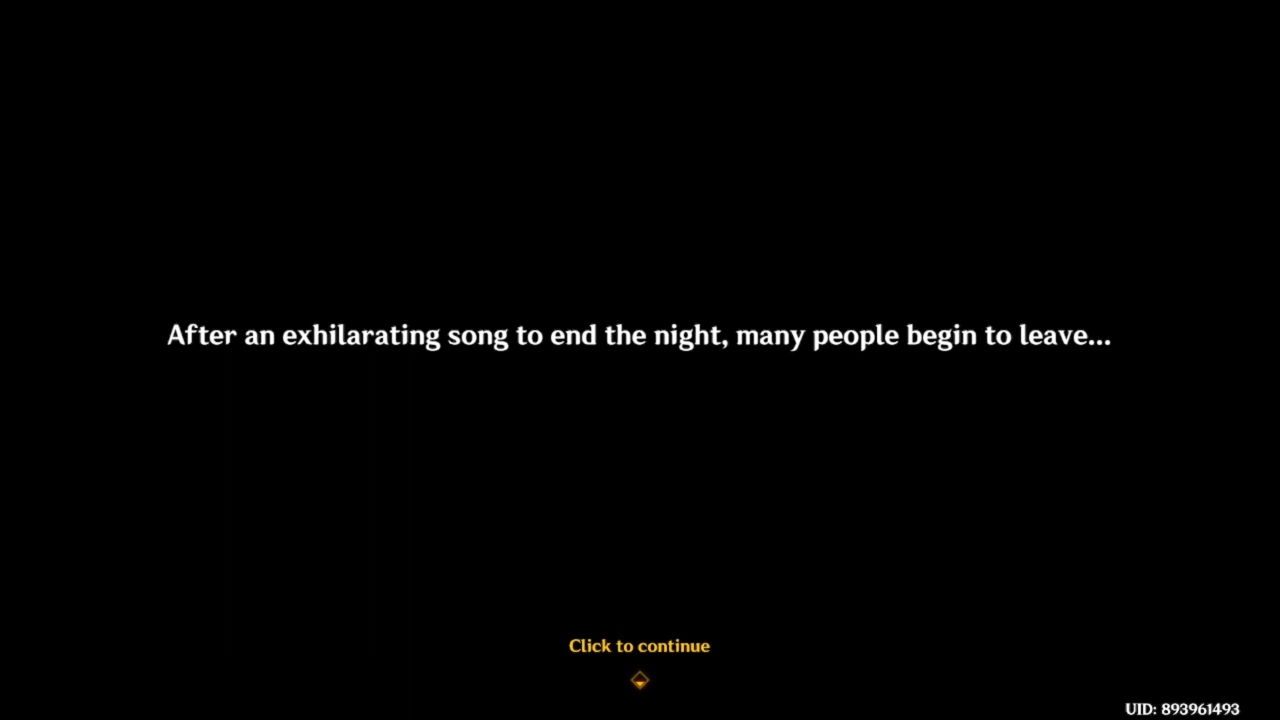 After an exhilarating song to end the night, many people begin to leave...
Click to continue
UID: 893961493